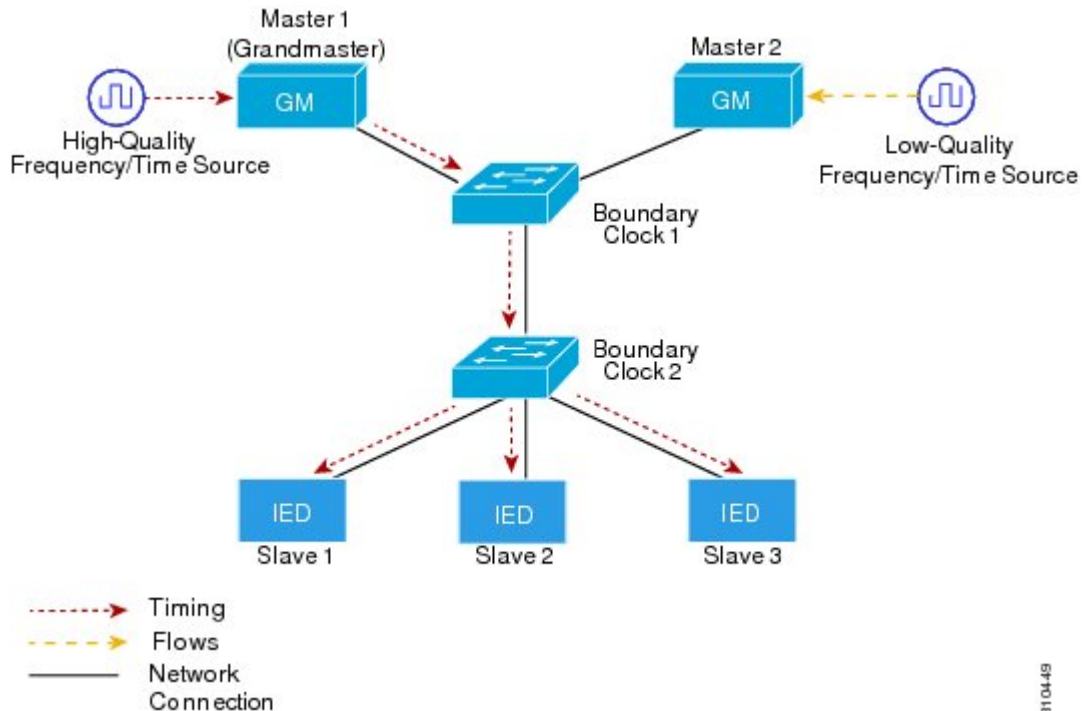 Master 1
(Grandmaster)
Master 2
GM
GM
High-Quality
Frequency/Time Source
Low-Quality
Frequency/Time Source
Boundary
Clock 1
Boundary
Clock 2
IED
IED
IED
Slave 1
Slave 2
Slave 3
Timing
Flows
Network
Connection
310449